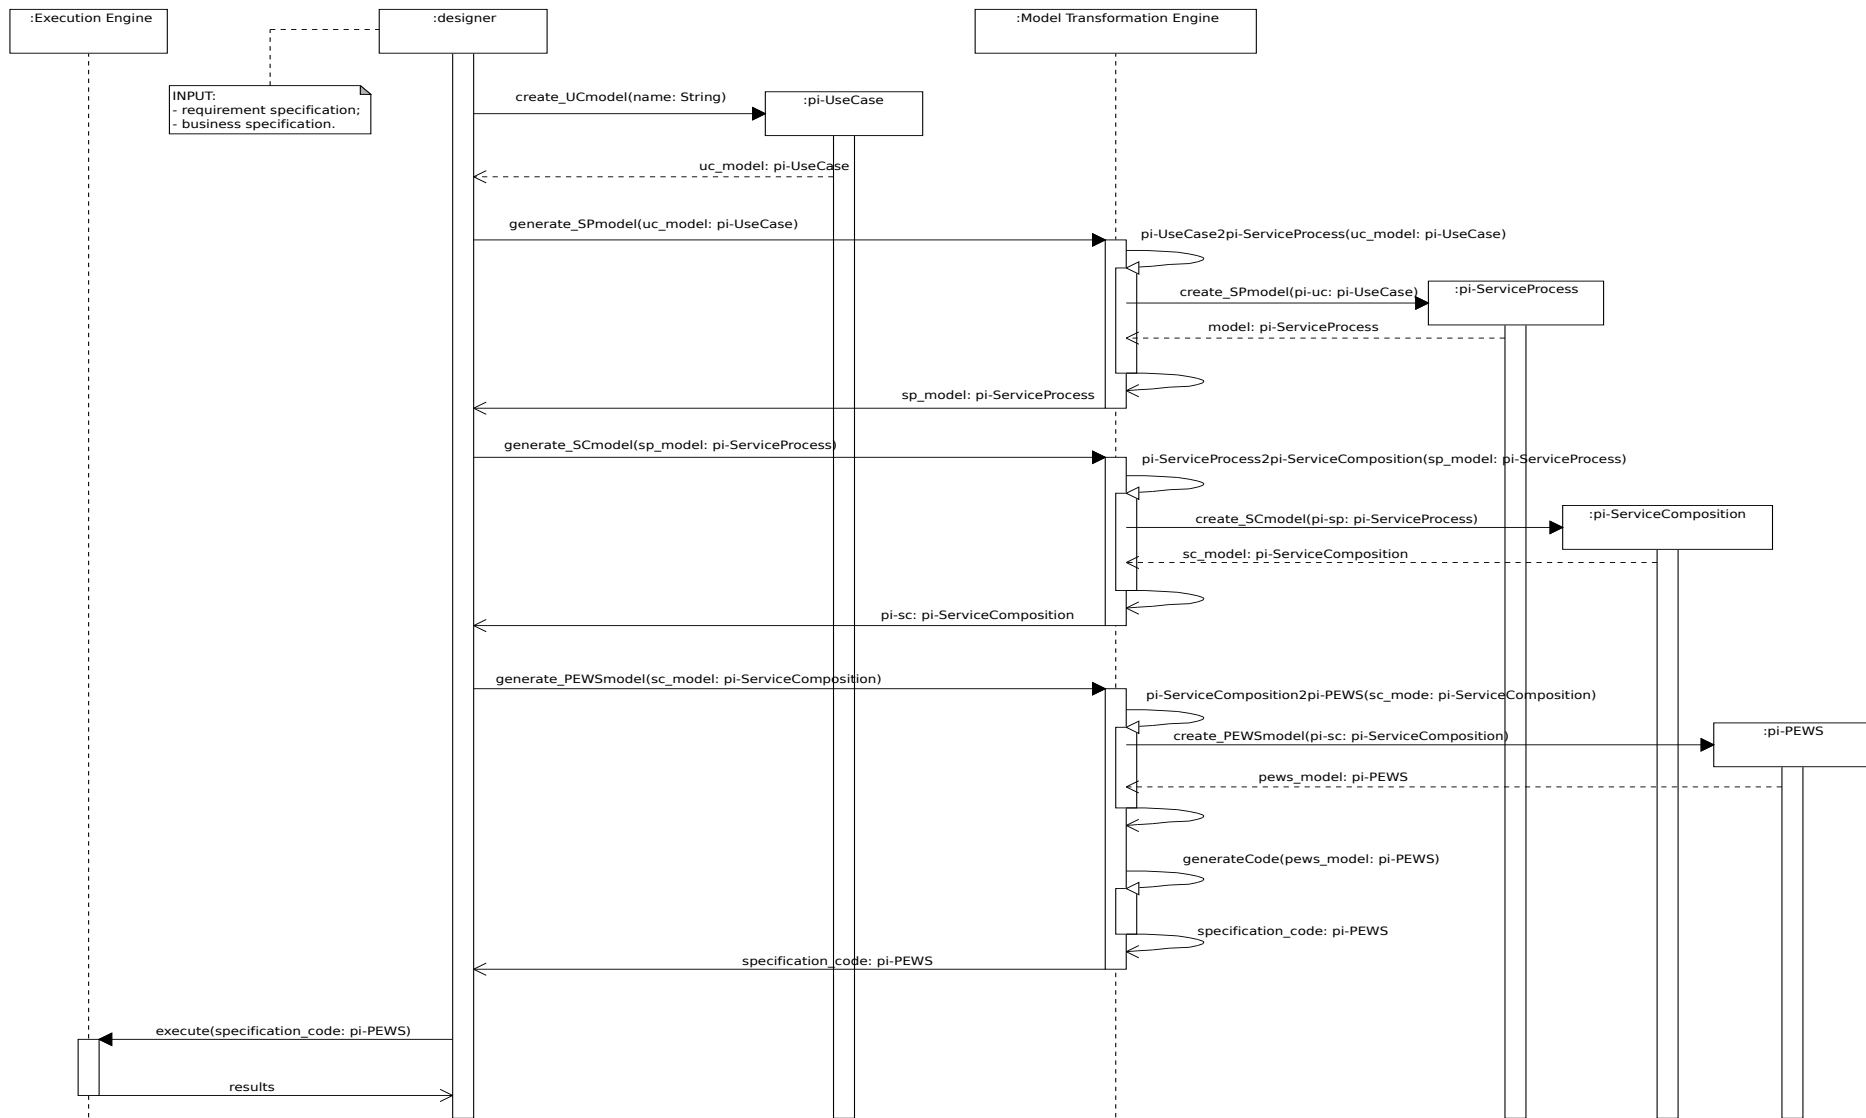 :Execution Engine
:designer
:Model Transformation Engine
INPUT:
- requirement specification;
- business specification.
create_UCmodel(name: String)
:pi-UseCase
uc_model: pi-UseCase
generate_SPmodel(uc_model: pi-UseCase)
pi-UseCase2pi-ServiceProcess(uc_model: pi-UseCase)
create_SPmodel(pi-uc: pi-UseCase)
:pi-ServiceProcess
model: pi-ServiceProcess
sp_model: pi-ServiceProcess
generate_SCmodel(sp_model: pi-ServiceProcess)
pi-ServiceProcess2pi-ServiceComposition(sp_model: pi-ServiceProcess)
create_SCmodel(pi-sp: pi-ServiceProcess)
:pi-ServiceComposition
sc_model: pi-ServiceComposition
pi-sc: pi-ServiceComposition
generate_PEWSmodel(sc_model: pi-ServiceComposition)
pi-ServiceComposition2pi-PEWS(sc_mode: pi-ServiceComposition)
create_PEWSmodel(pi-sc: pi-ServiceComposition)
:pi-PEWS
pews_model: pi-PEWS
generateCode(pews_model: pi-PEWS)
specification_code: pi-PEWS
specification_code: pi-PEWS
execute(specification_code: pi-PEWS)
results